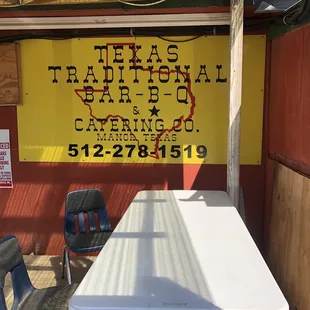 TEXAS
TRADITIONAL
BAR-B-Q
&
CATERING CO.
MANOR, TEXAS
512-278-1519